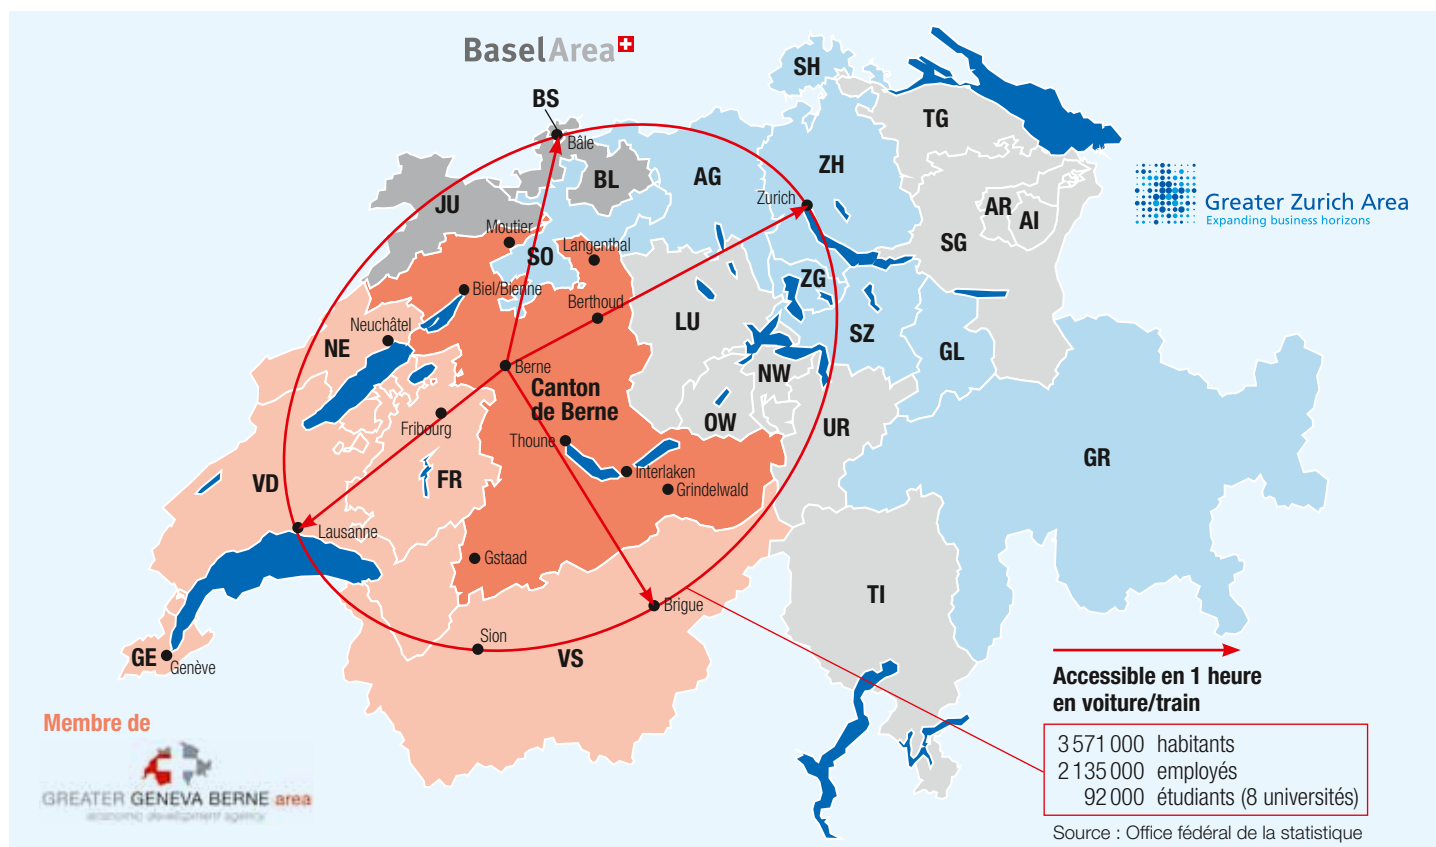 BaselArea
SH
BS
TG
Bâle
ZH
AG
BL
Greater Zurich Area
Expanding business horizons
Zurich
JU
AR
AI
Moutier
SG
Langenthal
SO
ZG
Biel/Bienne
Berthoud
LU
Neuchâtel
SZ
NE
GL
Berne
NW
Canton
de Berne
OW
Fribourg
UR
Thoune
GR
Interlaken
VD
FR
Grindelwald
Lausanne
Gstaad
TI
Brigue
Sion
GE
VS
Genève
Accessible en 1 heure
en voiture/train
Membre de
3 571 000 habitants
2 135 000 employés
92 000 étudiants (8 universités)
GREATER GENEVA BERNE area
economic development agency
Source : Office fédéral de la statistique